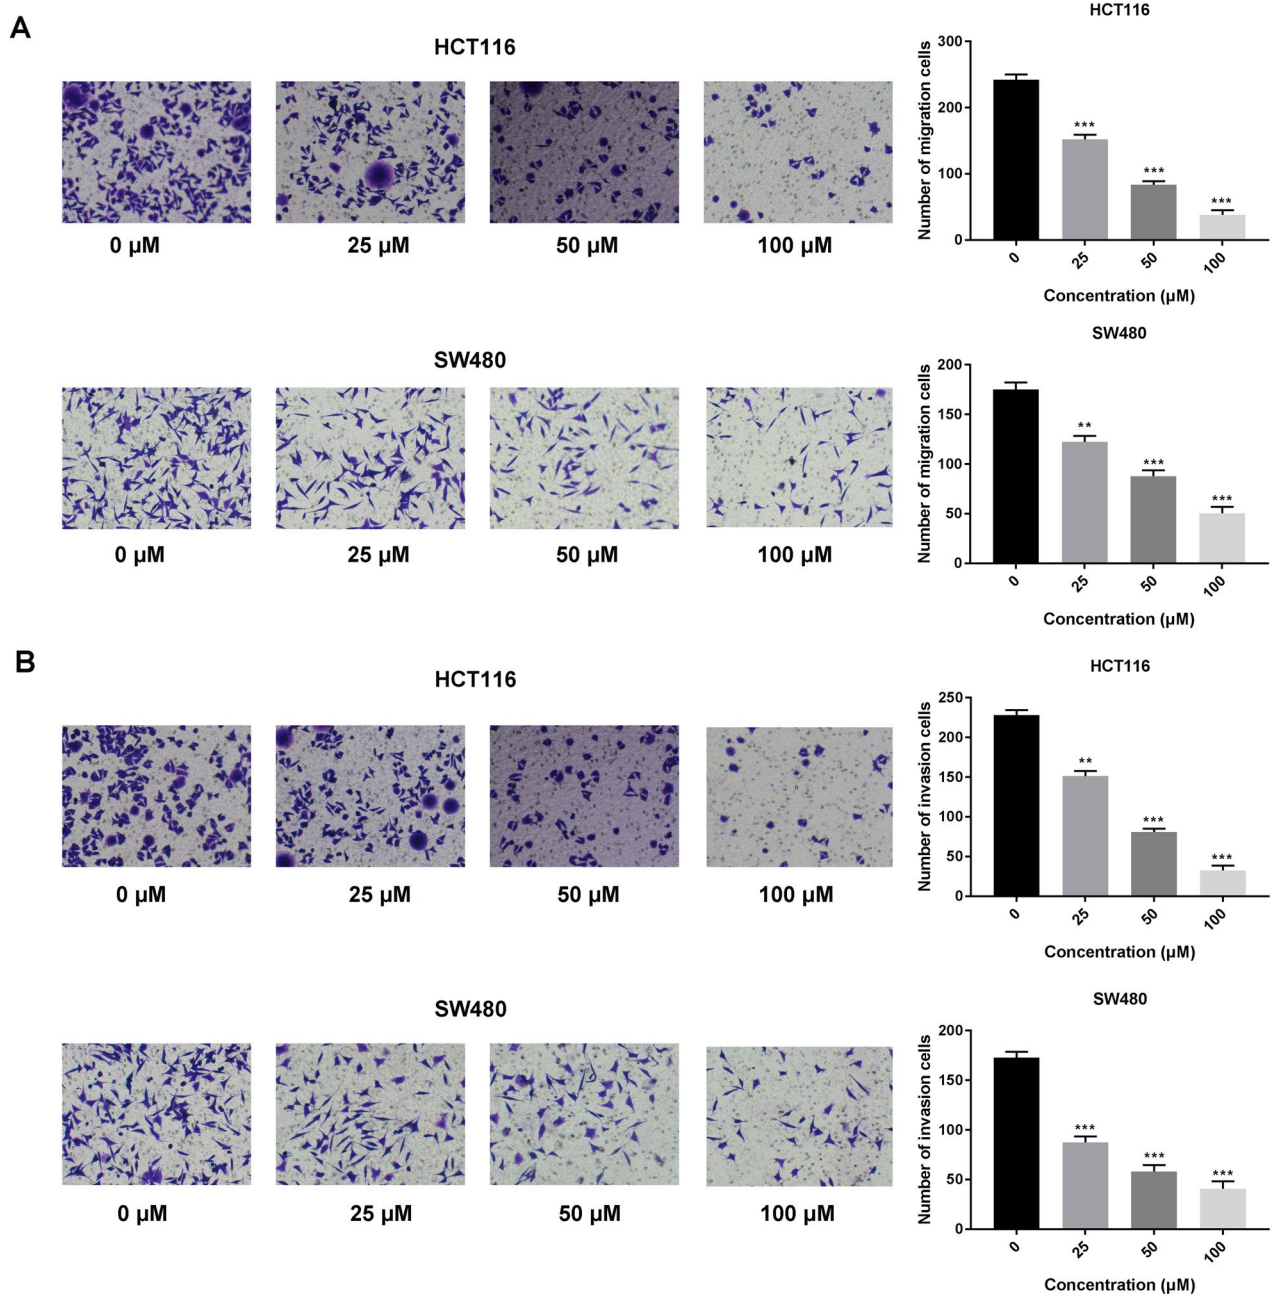 A
HCT116
0 µM
25 µM
50 µM
100 µM
HCT116
Number of migration cells
300
200
100
0
***
***
***
0
25
50
100
Concentration (µM)
SW480
0 µM
25 µM
50 µM
100 µM
SW480
Number of migration cells
200
150
100
50
0
**
***
***
0
25
50
100
Concentration (µM)
B
HCT116
0 µM
25 µM
50 µM
100 µM
HCT116
Number of invasion cells
250
200
150
100
50
0
**
***
***
0
25
50
100
Concentration (µM)
SW480
0 µM
25 µM
50 µM
100 µM
SW480
Number of invasion cells
200
150
100
50
0
***
***
***
0
25
50
100
Concentration (µM)